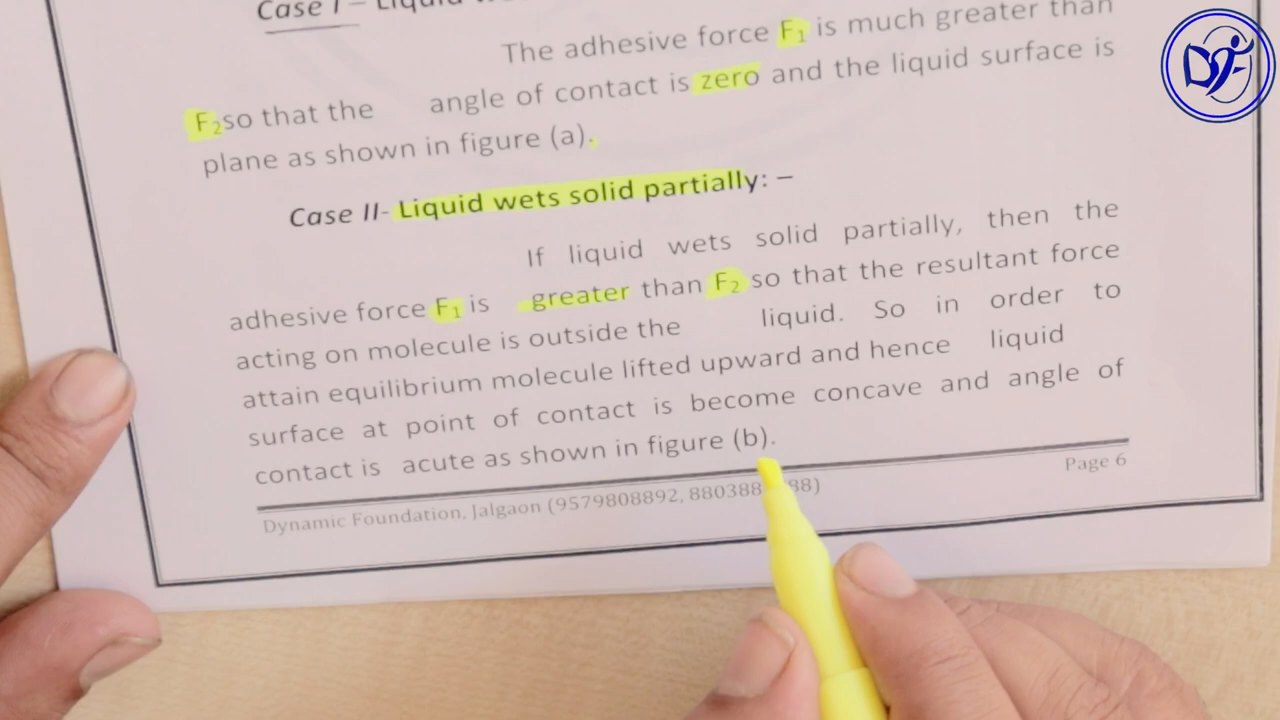 Case I – Liquid
The adhesive force F₁ is much greater than
F₂ so that the angle of contact is zero and the liquid surface is
plane as shown in figure (a).
Case II- Liquid wets solid partially: –
If liquid wets solid partially, then the
adhesive force F₁ is greater than F₂ so that the resultant force
acting on molecule is outside the liquid. So in order to
attain equilibrium molecule lifted upward and hence liquid
surface at point of contact is become concave and angle of
contact is acute as shown in figure (b).
Page 6
Dynamic Foundation, Jalgaon (9579808892,